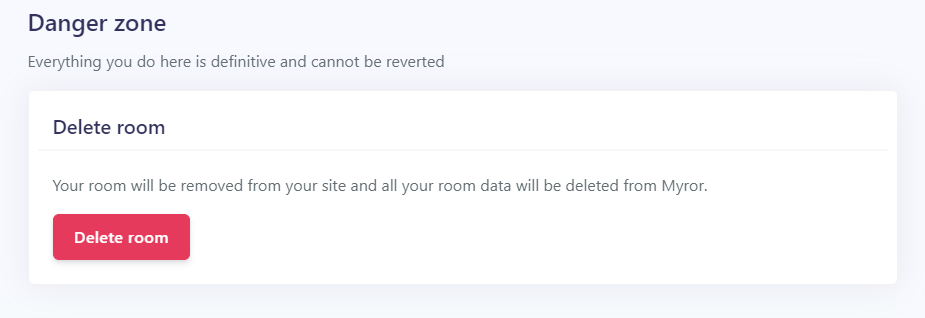 Danger zone
Everything you do here is definitive and cannot be reverted
Delete room
Your room will be removed from your site and all your room data will be deleted from Myror.
Delete room